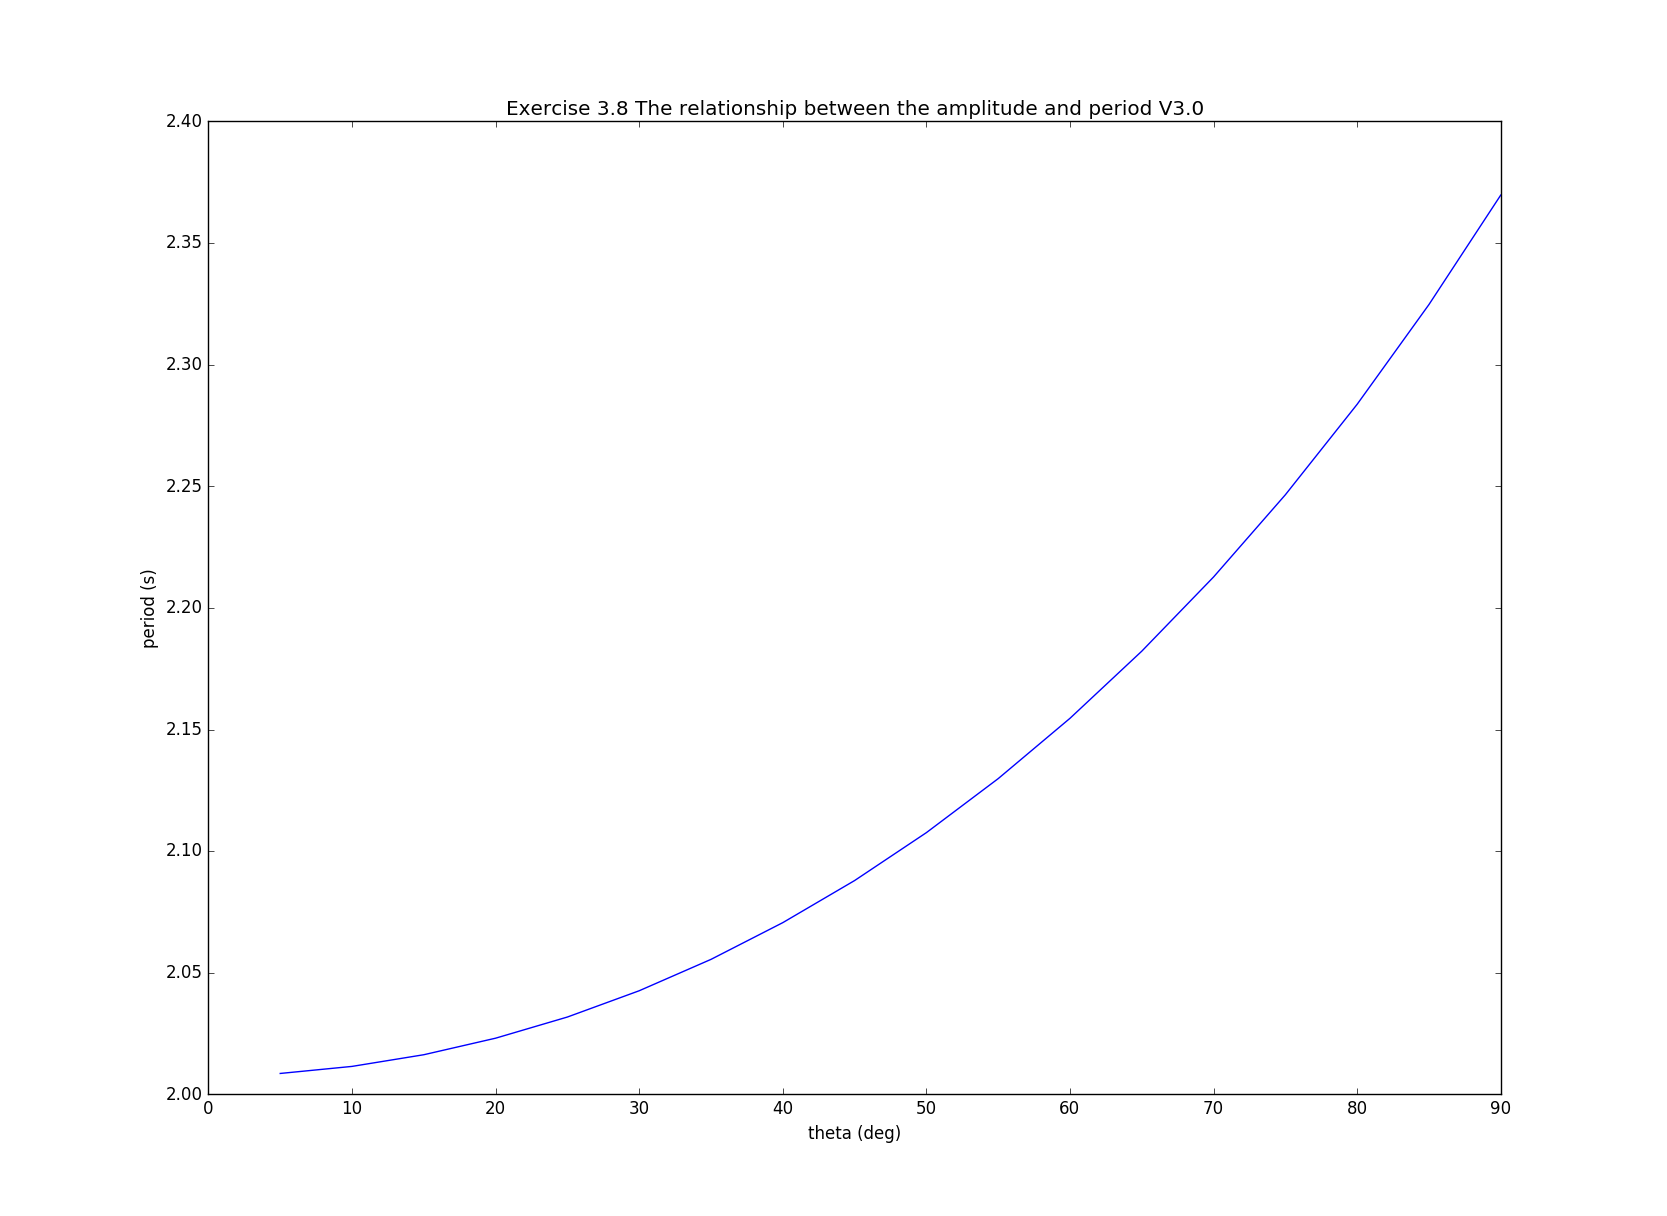 Exercise 3.8 The relationship between the amplitude and period V3.0
2.40
2.35
2.30
2.25
2.20
2.15
2.10
2.05
2.00
period (s)
0 10 20 30 40 50 60 70 80 90
theta (deg)